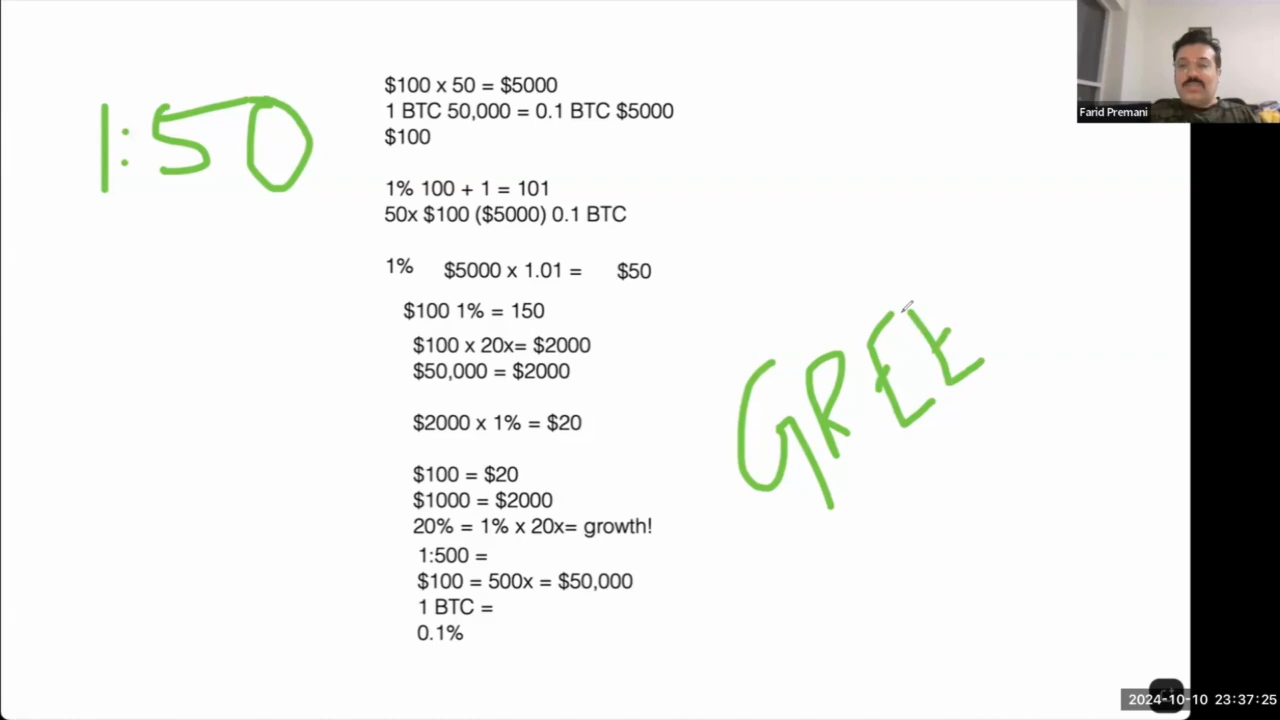 1:50
$100 x 50 = $5000
1 BTC 50,000 = 0.1 BTC $5000
$100
1% 100 + 1 = 101
50x $100 ($5000) 0.1 BTC
1% $5000 x 1.01 = $50
$100 1% = 150
$100 x 20x= $2000
$50,000 = $2000
$2000 x 1% = $20
$100 = $20
$1000 = $2000
20% = 1% x 20x= growth!
1:500 =
$100 = 500x = $50,000
1 BTC =
0.1%
GREE
Farid Premani
2024-10-10 23:37:25